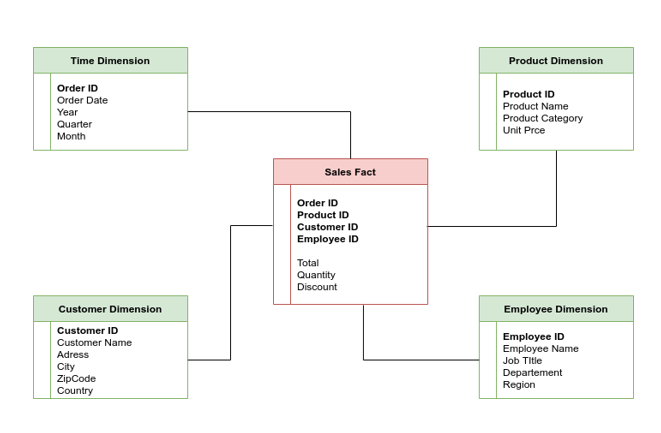 Time Dimension
Order ID
Order Date
Year
Quarter
Month
Product Dimension
Product ID
Product Name
Product Category
Unit Prce
Sales Fact
Order ID
Product ID
Customer ID
Employee ID
Total
Quantity
Discount
Customer Dimension
Customer ID
Customer Name
Adress
City
ZipCode
Country
Employee Dimension
Employee ID
Employee Name
Job TItle
Departement
Region